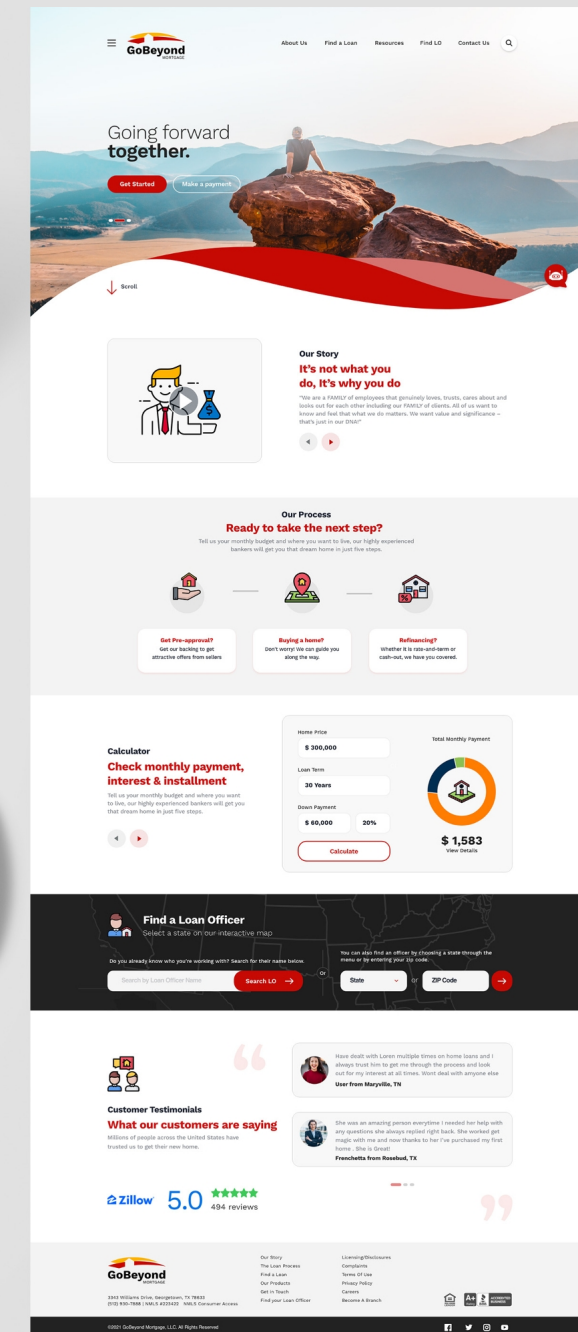 GoBeyond
MORTGAGE
About Us
Find a Loan
Resources
Find LO
Contact Us
Going forward
together.
Get Started
Make a payment
Scroll
Our Story
It's not what you
do, It's why you do
"We are a FAMILY of employees that genuinely loves, trusts, cares about and
looks out for each other including our FAMILY of clients. All of us want to
know and feel that what we do matters. We want value and significance –
that's just in our DNA!"
Our Process
Ready to take the next step?
Tell us your monthly budget and where you want to live, our highly experienced
bankers will get you that dream home in just five steps.
Get Pre-approval?
Get our backing to get
attractive offers from sellers
Buying a home?
Don't worry! We can guide you
along the way.
Refinancing?
Whether it is rate-and-term or
cash-out, we have you covered.
Calculator
Check monthly payment,
interest & installment
Tell us your monthly budget and where you want
to live, our highly experienced bankers will get you
that dream home in just five steps.
Home Price
$ 300,000
Loan Term
30 Years
Down Payment
$ 60,000
20%
Calculate
Total Monthly Payment
$ 1,583
View Details
Find a Loan Officer
Select a state on our interactive map
Do you already know who you're working with? Search for their name below.
Search by Loan Officer Name
Search LO
Or
You can also find an officer by choosing a state through the
menu or by entering your zip code.
State
or
ZIP Code
Customer Testimonials
What our customers are saying
Millions of people across the United States have
trusted us to get their new home.
Zillow
5.0
494 reviews
Have dealt with Loren multiple times on home loans and I
always trust him to get me through the process and look
out for my interest at all times. Wont deal with anyone else
User from Maryville, TN
She was an amazing person everytime I needed her help with
any questions she always replied right back. She worked get
magic with me and now thanks to her I've purchased my first
home . She is Great!
Frenchetta from Rosebud, TX
GoBeyond
MORTGAGE
3343 Williams Drive, Georgetown, TX 78633
NMLS Consumer Access
Our Story
The Loan Process
Find a Loan
Our Products
Get in Touch
Find your Loan Officer
Licensing/Disclosures
Complaints
Terms Of Use
Privacy Policy
Careers
Become A Branch
A+
ACCREDITED
BUSINESS
©2021 GoBeyond Mortgage, LLC. All Rights Reserved